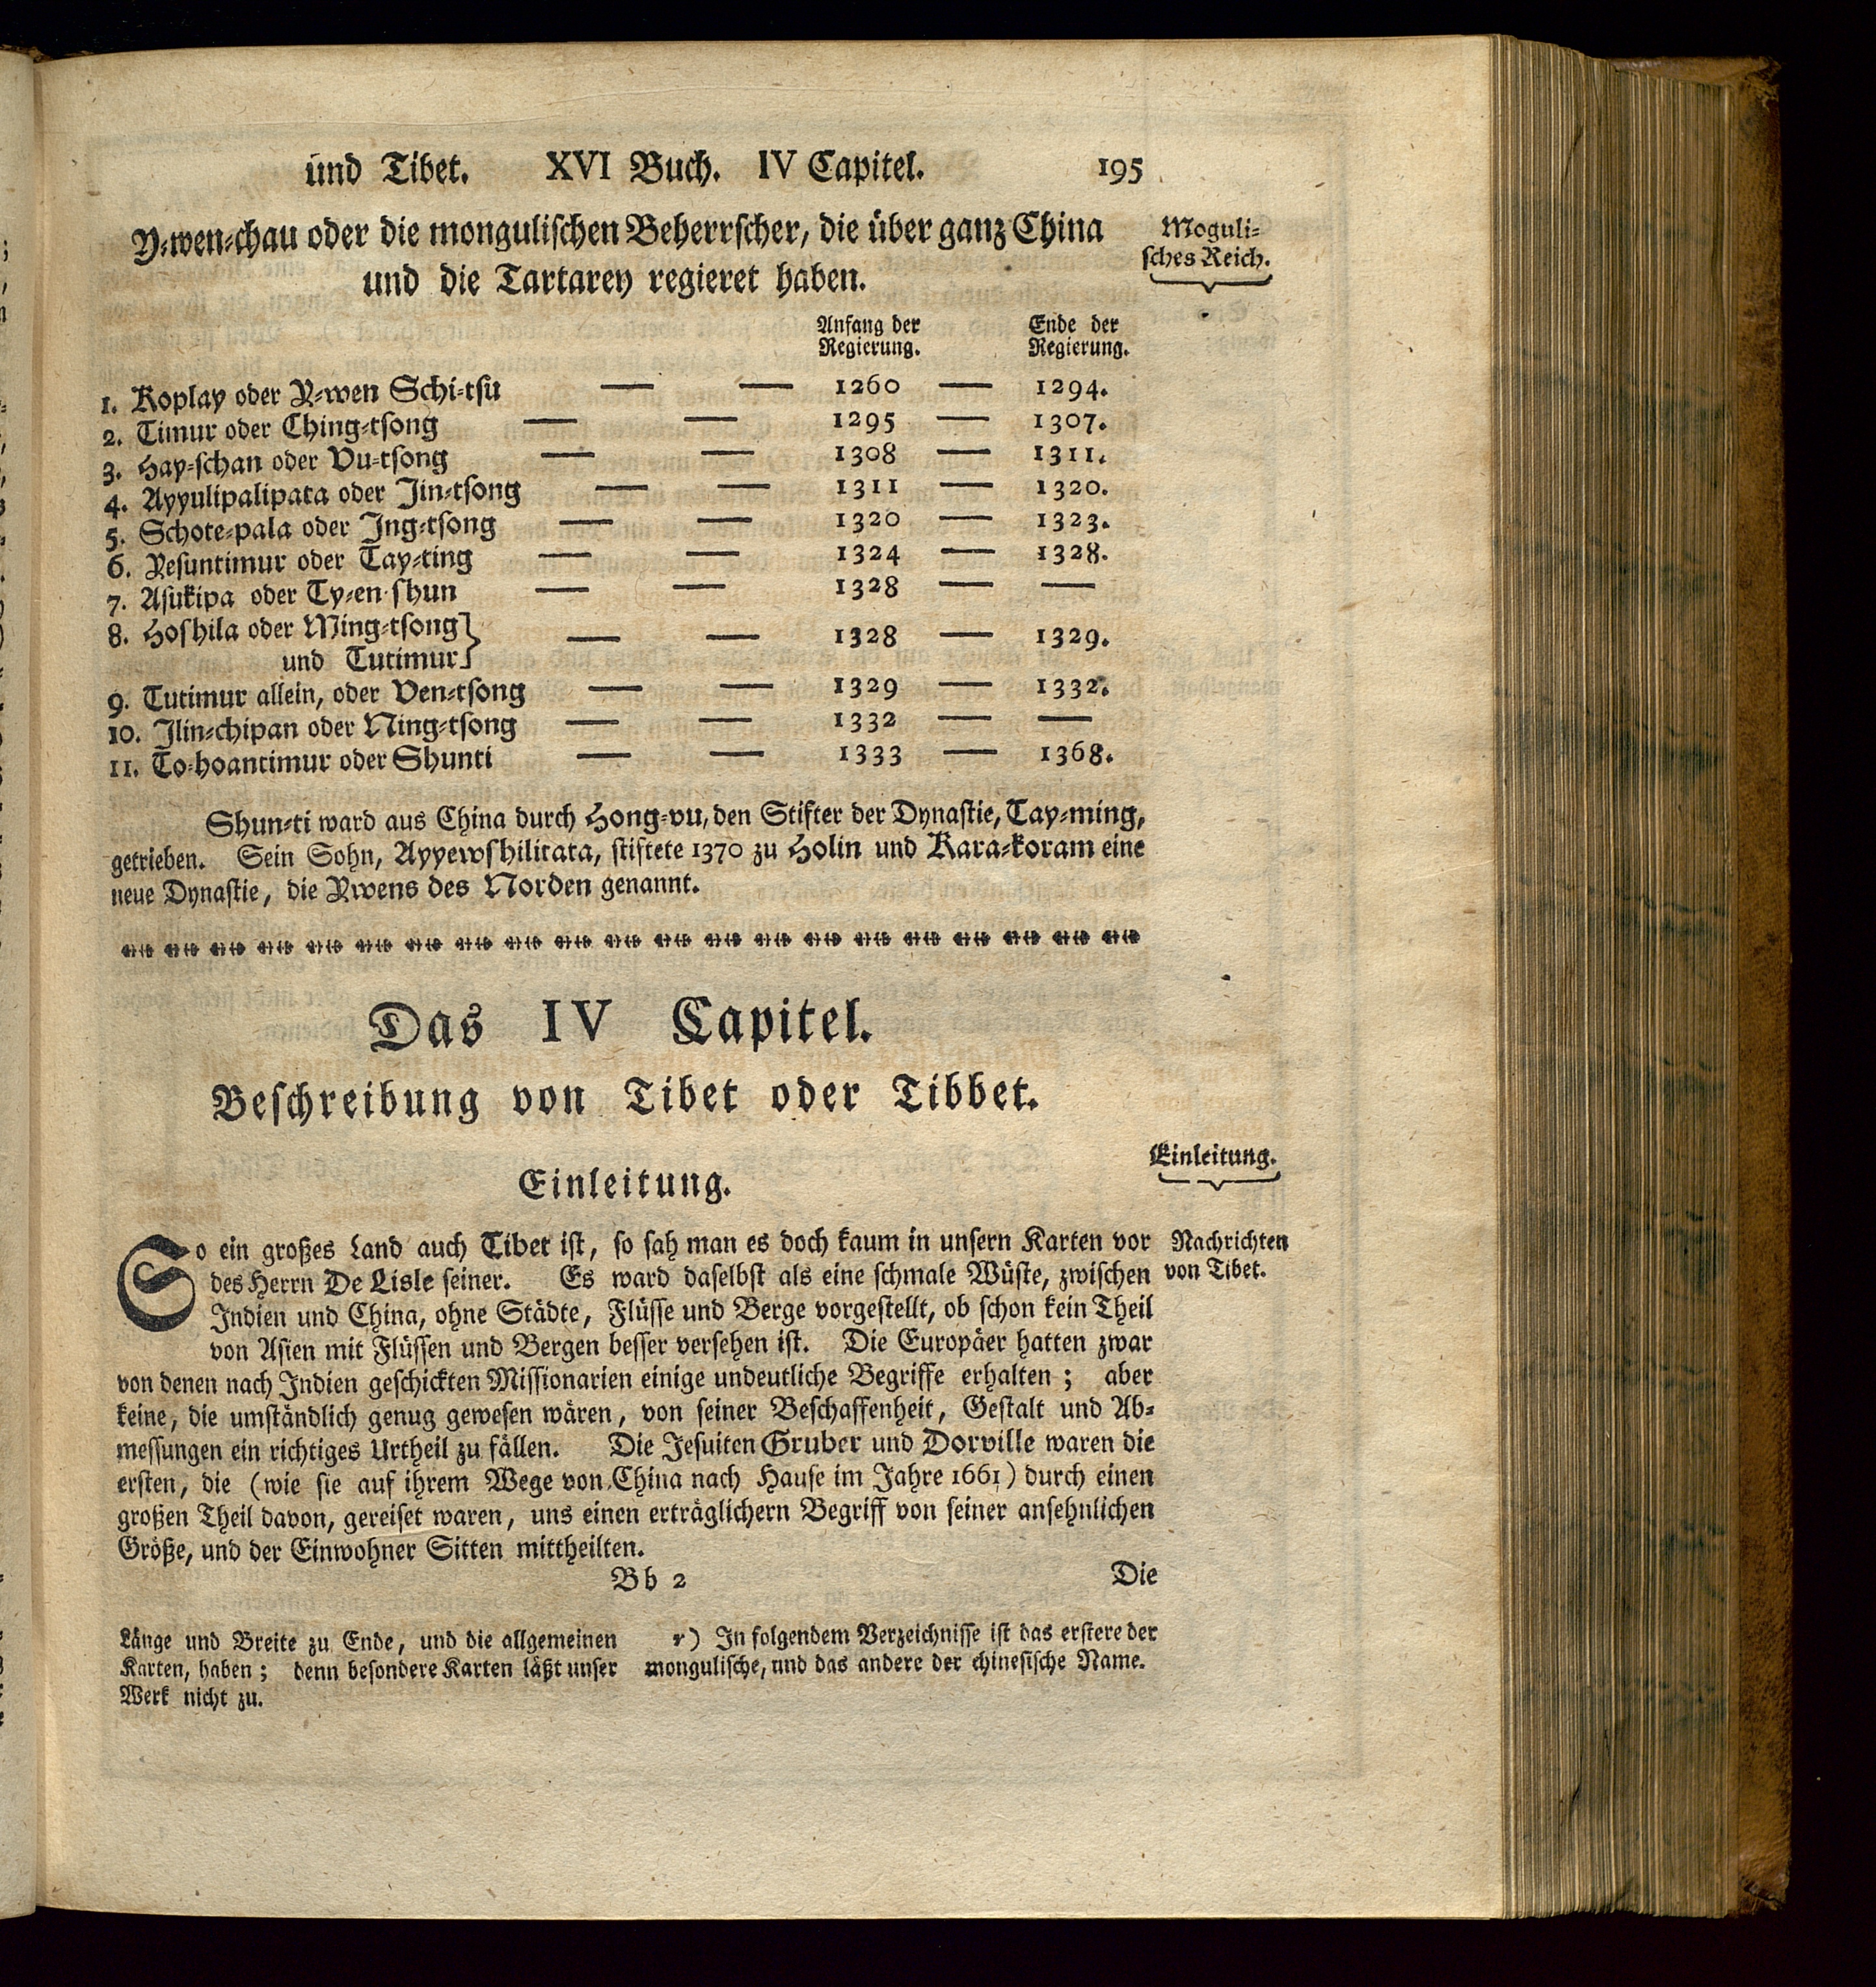 und Tibet. XVI Buch. IV Capitel. 195
Y-wen-chau oder die mongulischen Beherrscher, die über ganz China
und die Tartarey regieret haben.
Moguli-
sches Reich.
Anfang der Ende der
Regierung. Regierung.
1. Koplay oder Y-wen Schi-tsu — — 1260 — 1294.
2. Timur oder Ching-tsong — — 1295 — 1307.
3. Hay-schan oder Vu-tsong — — 1308 — 1311.
4. Ayyulipalipata oder Jin-tsong — — 1311 — 1320.
5. Schote-pala oder Jng-tsong — — 1320 — 1323.
6. Yesuntimur oder Tay-ting — — 1324 — 1328.
7. Asukipa oder Ty-en-shun — — 1328 — —
8. Hoshila oder Ming-tsong} — — 1328 — 1329.
und Tutimur
9. Tutimur allein, oder Ven-tsong — — 1329 — 1332.
10. Jlin-chipan oder Ning-tsong — — 1332 — —
11. To-hoantimur oder Shunti — — 1333 — 1368.
Shun-ti ward aus China durch Hong-vu, den Stifter der Dynastie, Tay-ming,
getrieben. Sein Sohn, Ayyewshilitata, stiftete 1370 zu Holin und Kara-koram eine
neue Dynastie, die Ywens des Norden genannt.
Das IV Capitel.
Beschreibung von Tibet oder Tibbet.
Einleitung.
Einleitung.
So ein großes Land auch Tibet ist, so sah man es doch kaum in unsern Karten vor
des Herrn De Lisle seiner. Es ward daselbst als eine schmale Wüste, zwischen
Indien und China, ohne Städte, Flüsse und Berge vorgestellt, ob schon kein Theil
von Asien mit Flüssen und Bergen besser versehen ist. Die Europäer hatten zwar
von denen nach Indien geschickten Missionarien einige undeutliche Begriffe erhalten; aber
keine, die umständlich genug gewesen wären, von seiner Beschaffenheit, Gestalt und Ab-
messungen ein richtiges Urtheil zu fällen. Die Jesuiten Gruber und Dorville waren die
ersten, die (wie sie auf ihrem Wege von China nach Hause im Jahre 1661) durch einen
großen Theil davon, gereiset waren, uns einen erträglichern Begriff von seiner ansehnlichen
Größe, und der Einwohner Sitten mittheilten.
Nachrichten
von Tibet.
Bb 2 Die
Länge und Breite zu Ende, und die allgemeinen
Karten, haben; denn besondere Karten läßt unser
Werk nicht zu.
r) In folgendem Verzeichnisse ist das erstere der
mongulische, und das andere der chinesische Name.